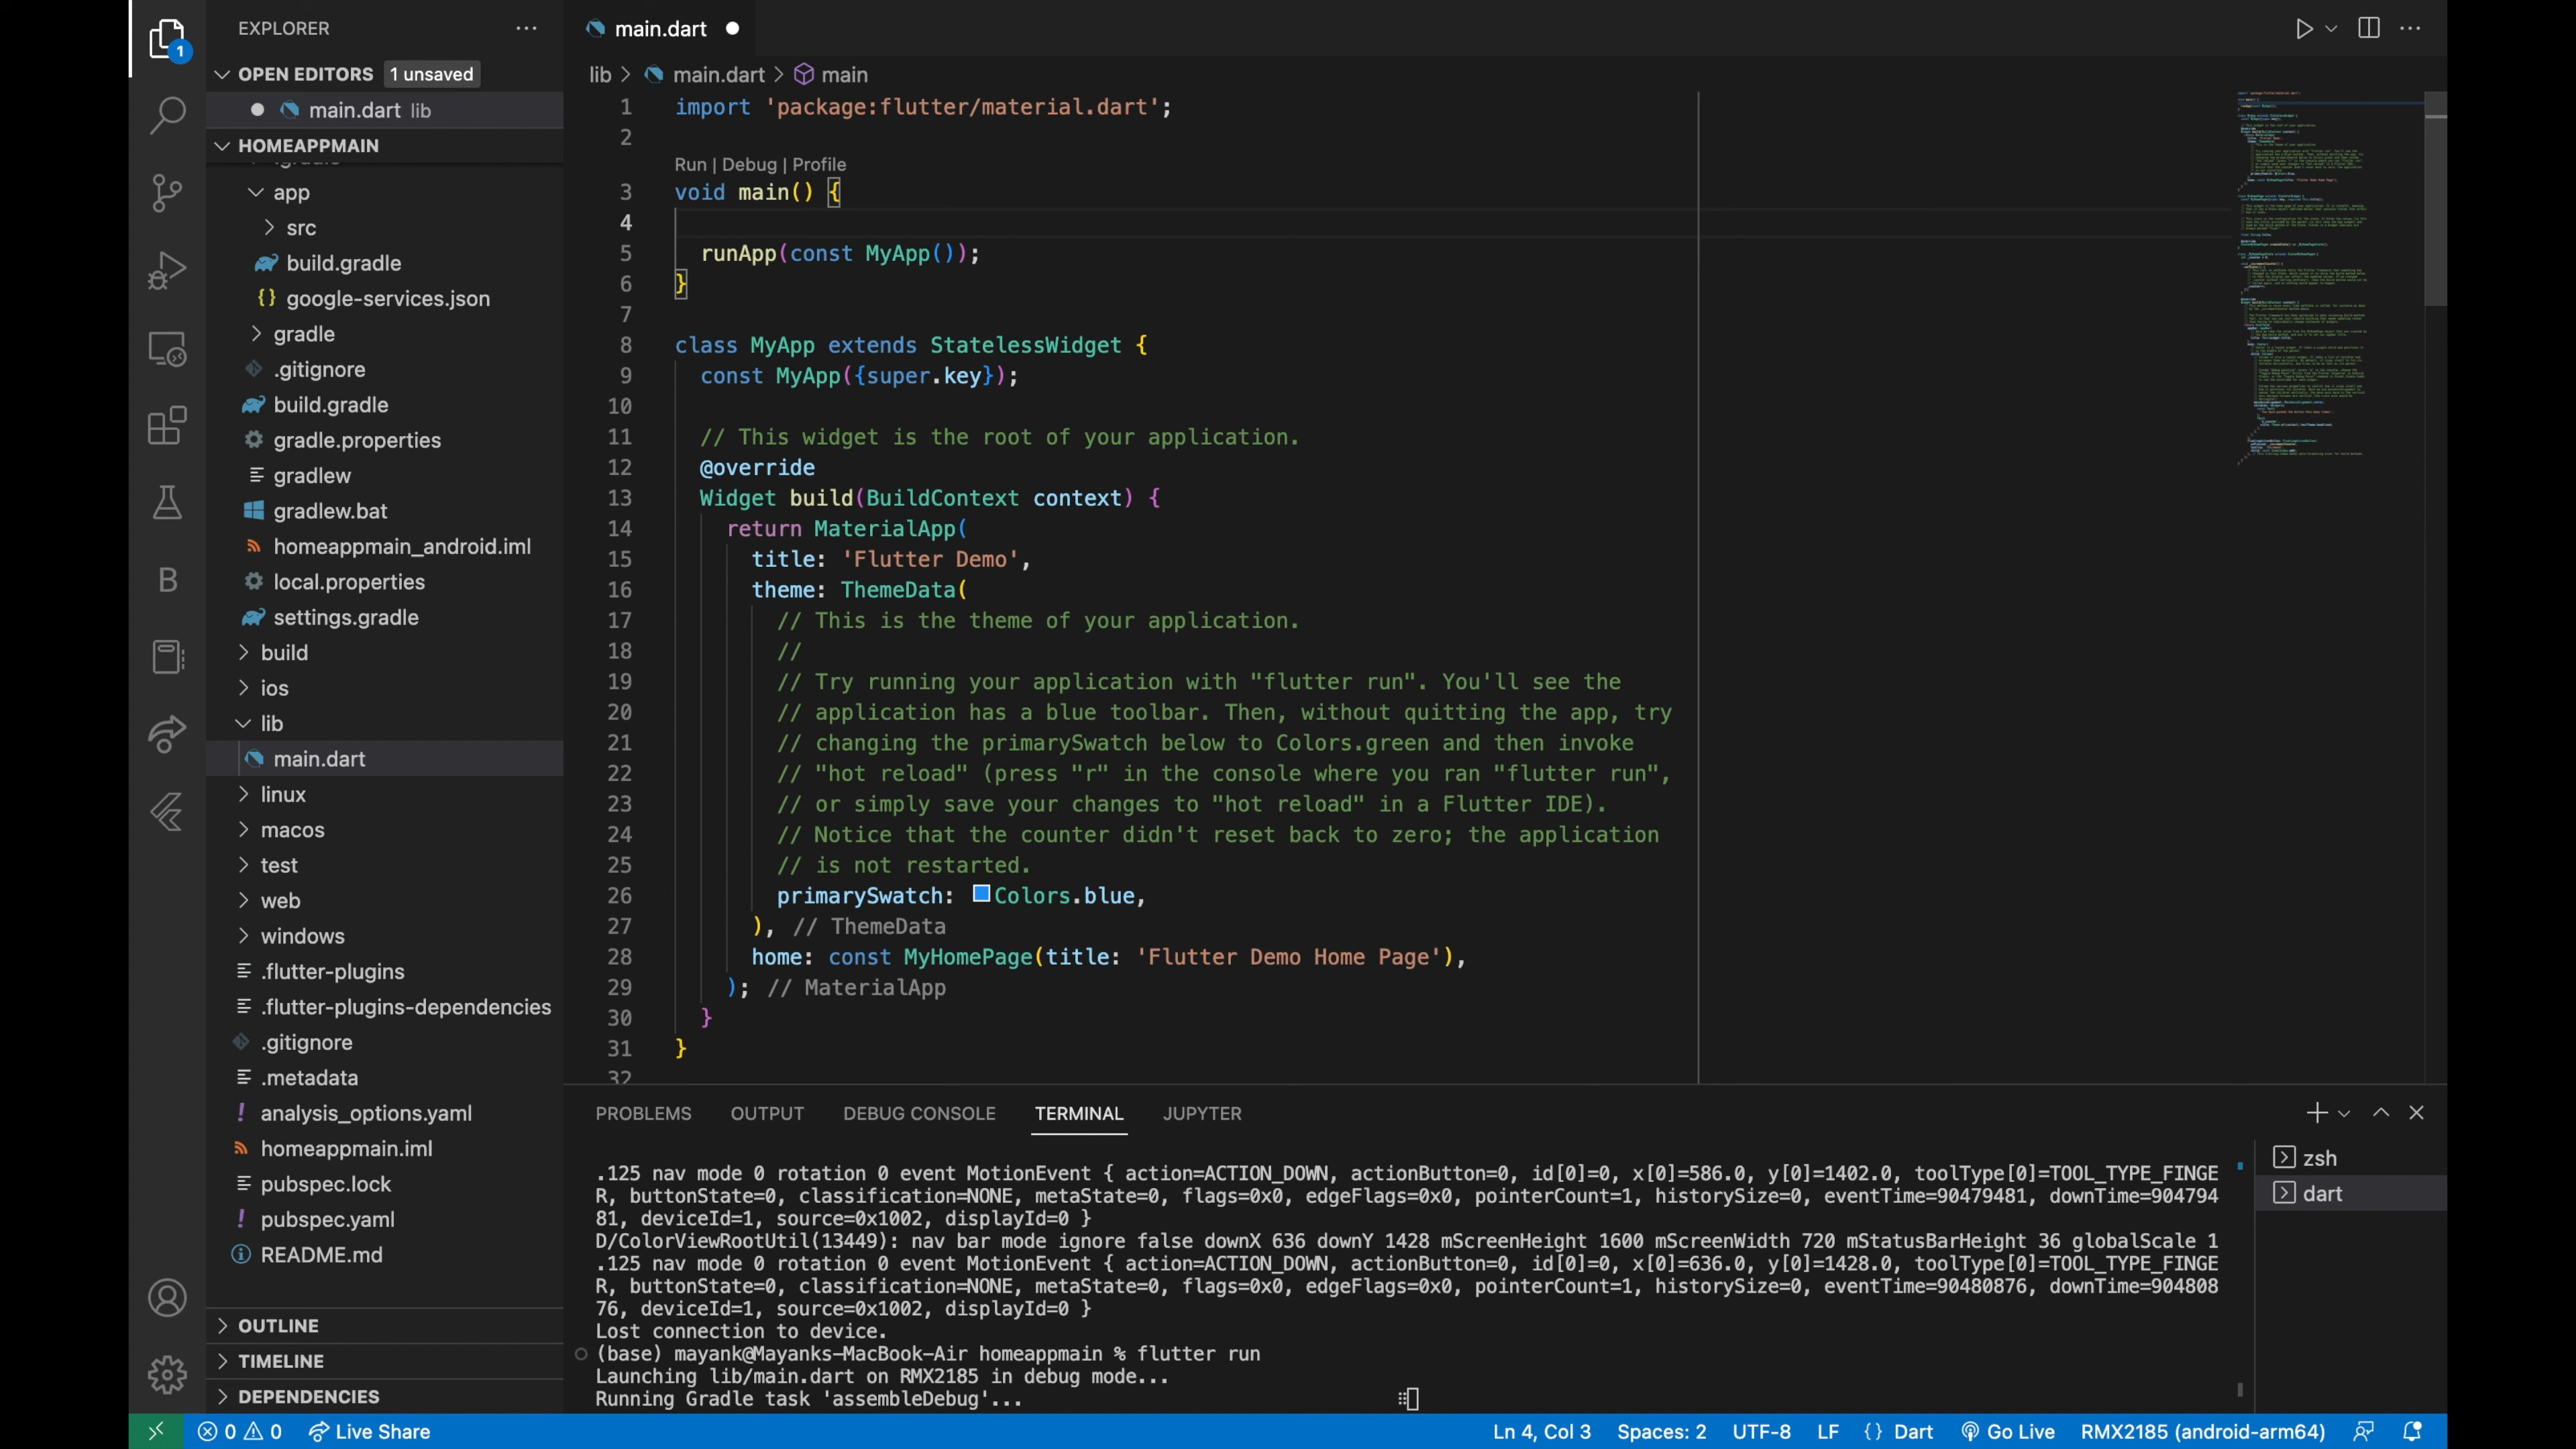 EXPLORER
OPEN EDITORS 1 unsaved
main.dart lib
HOMEAPPMAIN
app
src
build.gradle
{} google-services.json
gradle
.gitignore
build.gradle
gradle.properties
gradlew
gradlew.bat
homeappmain_android.iml
local.properties
settings.gradle
build
ios
lib
main.dart
linux
macos
test
web
windows
.flutter-plugins
.flutter-plugins-dependencies
.gitignore
.metadata
! analysis_options.yaml
homeappmain.iml
pubspec.lock
! pubspec.yaml
README.md
OUTLINE
TIMELINE
DEPENDENCIES
1
B
main.dart
lib > main.dart > main
1 import 'package:flutter/material.dart';
2
Run | Debug | Profile
3 void main() {
4
5 runApp(const MyApp());
6 }
7
8 class MyApp extends StatelessWidget {
9 const MyApp({super.key});
10
11 // This widget is the root of your application.
12 @override
13 Widget build(BuildContext context) {
14 return MaterialApp(
15 title: 'Flutter Demo',
16 theme: ThemeData(
17 // This is the theme of your application.
18 //
19 // Try running your application with "flutter run". You'll see the
20 // application has a blue toolbar. Then, without quitting the app, try
21 // changing the primarySwatch below to Colors.green and then invoke
22 // "hot reload" (press "r" in the console where you ran "flutter run",
23 // or simply save your changes to "hot reload" in a Flutter IDE).
24 // Notice that the counter didn't reset back to zero; the application
25 // is not restarted.
26 primarySwatch: Colors.blue,
27 ), // ThemeData
28 home: const MyHomePage(title: 'Flutter Demo Home Page'),
29 ); // MaterialApp
30 }
31 }
32
PROBLEMS OUTPUT DEBUG CONSOLE TERMINAL JUPYTER
.125 nav mode 0 rotation 0 event MotionEvent { action=ACTION_DOWN, actionButton=0, id[0]=0, x[0]=586.0, y[0]=1402.0, toolType[0]=TOOL_TYPE_FINGE
R, buttonState=0, classification=NONE, metaState=0, flags=0x0, edgeFlags=0x0, pointerCount=1, historySize=0, eventTime=90479481, downTime=904794
81, deviceId=1, source=0x1002, displayId=0 }
D/ColorViewRootUtil(13449): nav bar mode ignore false downX 636 downY 1428 mScreenHeight 1600 mScreenWidth 720 mStatusBarHeight 36 globalScale 1
.125 nav mode 0 rotation 0 event MotionEvent { action=ACTION_DOWN, actionButton=0, id[0]=0, x[0]=636.0, y[0]=1428.0, toolType[0]=TOOL_TYPE_FINGE
R, buttonState=0, classification=NONE, metaState=0, flags=0x0, edgeFlags=0x0, pointerCount=1, historySize=0, eventTime=90480876, downTime=904808
76, deviceId=1, source=0x1002, displayId=0 }
Lost connection to device.
(base) mayank@Mayanks-MacBook-Air homeappmain % flutter run
Launching lib/main.dart on RMX2185 in debug mode...
Running Gradle task 'assembleDebug'...
zsh
dart
0 0 Live Share
Ln 4, Col 3 Spaces: 2 UTF-8 LF {} Dart Go Live RMX2185 (android-arm64)